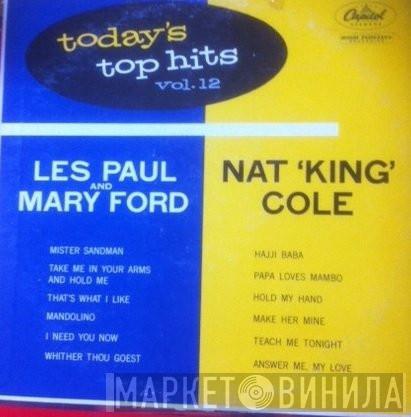 today's
top hits
vol. 12
Capitol
RECORDS
LES PAUL
AND
MARY FORD
MISTER SANDMAN
TAKE ME IN YOUR ARMS
AND HOLD ME
THAT'S WHAT I LIKE
MANDOLINO
I NEED YOU NOW
WHITHER THOU GOEST
NAT 'KING'
COLE
HAJJI BABA
PAPA LOVES MAMBO
HOLD MY HAND
MAKE HER MINE
TEACH ME TONIGHT
ANSWER ME, MY LOVE
МАРКЕТ ВИНИЛА